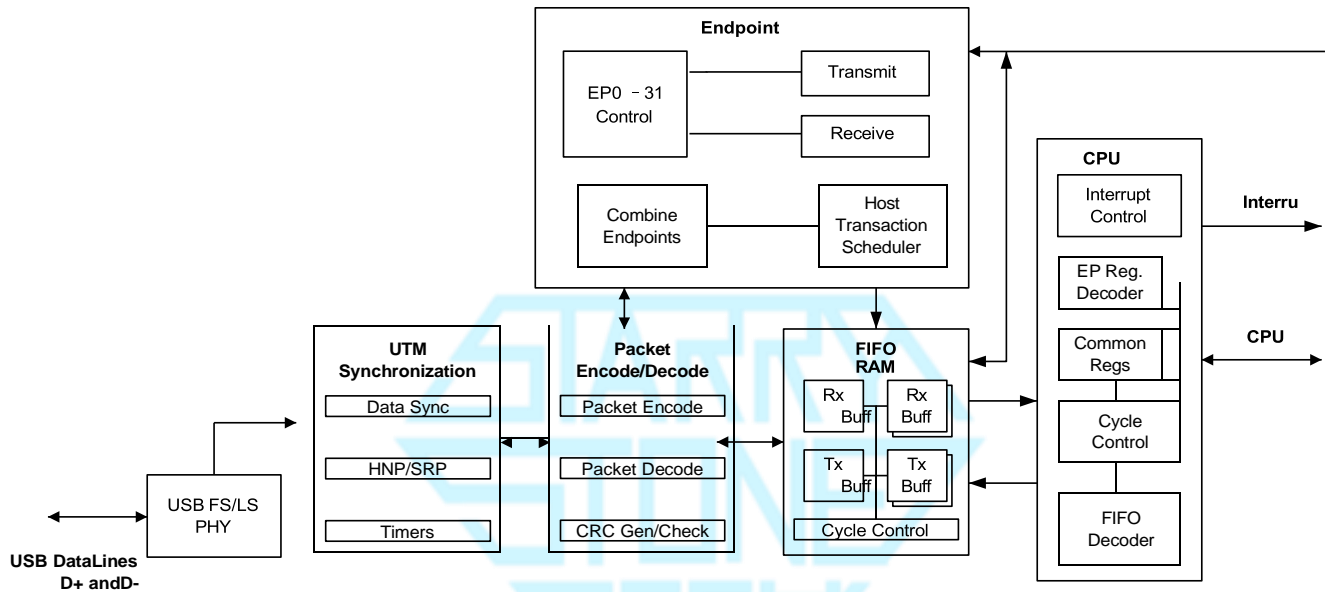 Endpoint
EP0 - 31
Control
Transmit
Receive
Combine
Endpoints
Host
Transaction
Scheduler
CPU
Interrupt
Control
EP Reg.
Decoder
Common
Regs
Cycle
Control
FIFO
Decoder
Interru
CPU
UTM
Synchronization
Data Sync
HNP/SRP
Timers
Packet
Encode/Decode
Packet Encode
Packet Decode
CRC Gen/Check
FIFO
RAM
Rx
Buff
Rx
Buff
Tx
Buff
Tx
Buff
Cycle Control
USB FS/LS
PHY
USB DataLines
D+ andD-
STARRY
STONE